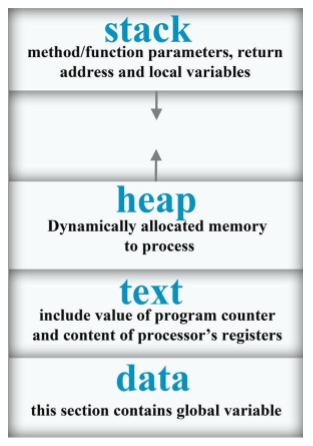 stack
method/function parameters, return
address and local variables
heap
Dynamically allocated memory
to process
text
include value of program counter
and content of processor's registers
data
this section contains global variable